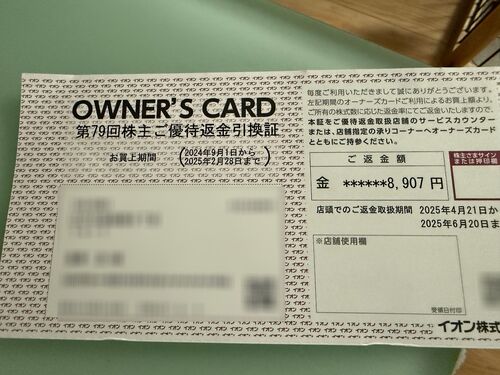 OWNER'S CARD
第79回株主ご優待返金引換証
お買上期間 (2024年9月1日から
2025年2月28日まで)
毎度ご利用いただきまして誠にありがとうございます。
左記期間のオーナーズカードご利用によるお買上額より、
ご所有の株式数に応じた返金率にてご返金いたしますので
本証をご優待返金取扱店舗のサービスカウンター
または、店舗指定の承りコーナーへオーナーズカード
とともにご持参ください。
ご返金額
金 ******8,907 円
株主さまサイン
または押印欄
店頭でのご返金取扱期間 2025年4月21日か
2025年6月20日ま
※店舗使用欄
受領日付印
イオン株式